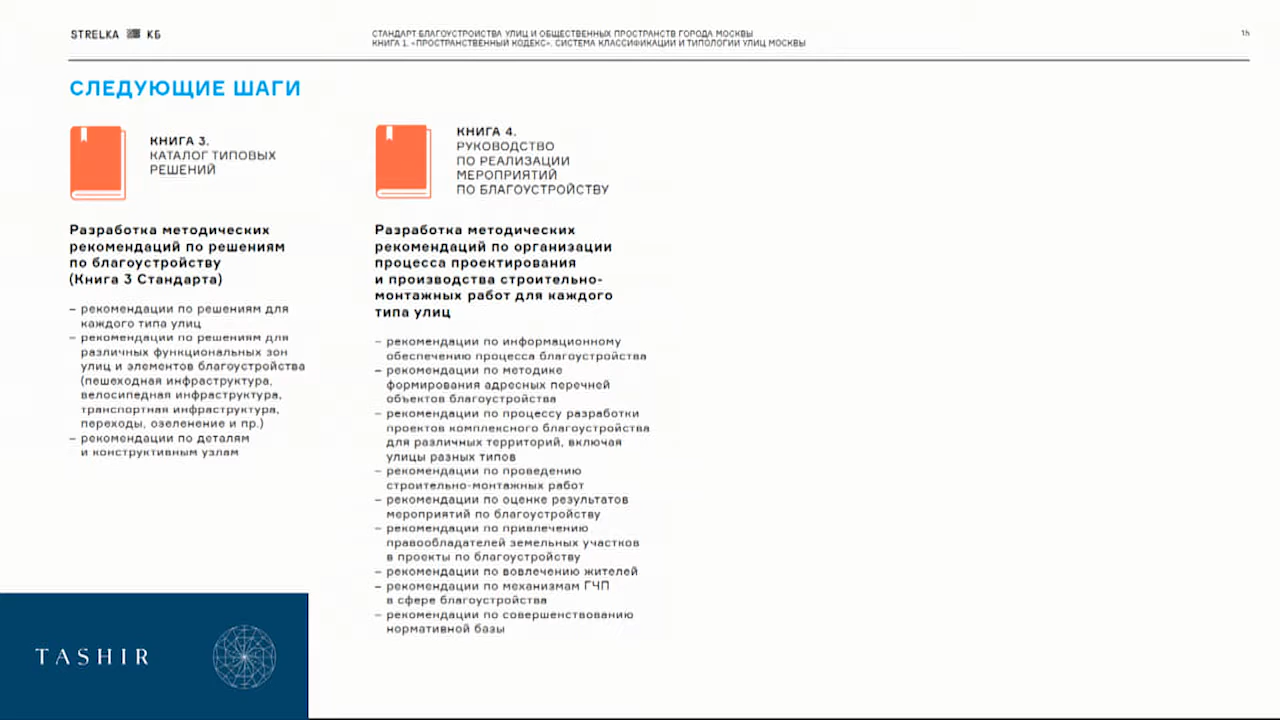 STRELKA КБ
СТАНДАРТ БЛАГОУСТРОЙСТВА УЛИЦ И ОБЩЕСТВЕННЫХ ПРОСТРАНСТВ ГОРОДА МОСКВЫ
КНИГА 1. «ПРОСТРАНСТВЕННЫЙ КОДЕКС». СИСТЕМА КЛАССИФИКАЦИИ И ТИПОЛОГИИ УЛИЦ МОСКВЫ
СЛЕДУЮЩИЕ ШАГИ
КНИГА 3.
КАТАЛОГ ТИПОВЫХ
РЕШЕНИЙ
Разработка методических
рекомендаций по решениям
по благоустройству
(Книга 3 Стандарта)
– рекомендации по решениям для
каждого типа улиц
– рекомендации по решениям для
различных функциональных зон
улиц и элементов благоустройства
(пешеходная инфраструктура,
велосипедная инфраструктура,
транспортная инфраструктура,
переходы, озеленение и пр.)
– рекомендации по деталям
и конструктивным узлам
КНИГА 4.
РУКОВОДСТВО
ПО РЕАЛИЗАЦИИ
МЕРОПРИЯТИЙ
ПО БЛАГОУСТРОЙСТВУ
Разработка методических
рекомендаций по организации
процесса проектирования
и производства строительно-
монтажных работ для каждого
типа улиц
– рекомендации по информационному
обеспечению процесса благоустройства
– рекомендации по методике
формирования адресных перечней
объектов благоустройства
– рекомендации по процессу разработки
проектов комплексного благоустройства
для различных территорий, включая
улицы разных типов
– рекомендации по проведению
строительно-монтажных работ
– рекомендации по оценке результатов
мероприятий по благоустройству
– рекомендации по привлечению
правообладателей земельных участков
в проекты по благоустройству
– рекомендации по вовлечению жителей
– рекомендации по механизмам ГЧП
в сфере благоустройства
– рекомендации по совершенствованию
нормативной базы
TASHIR